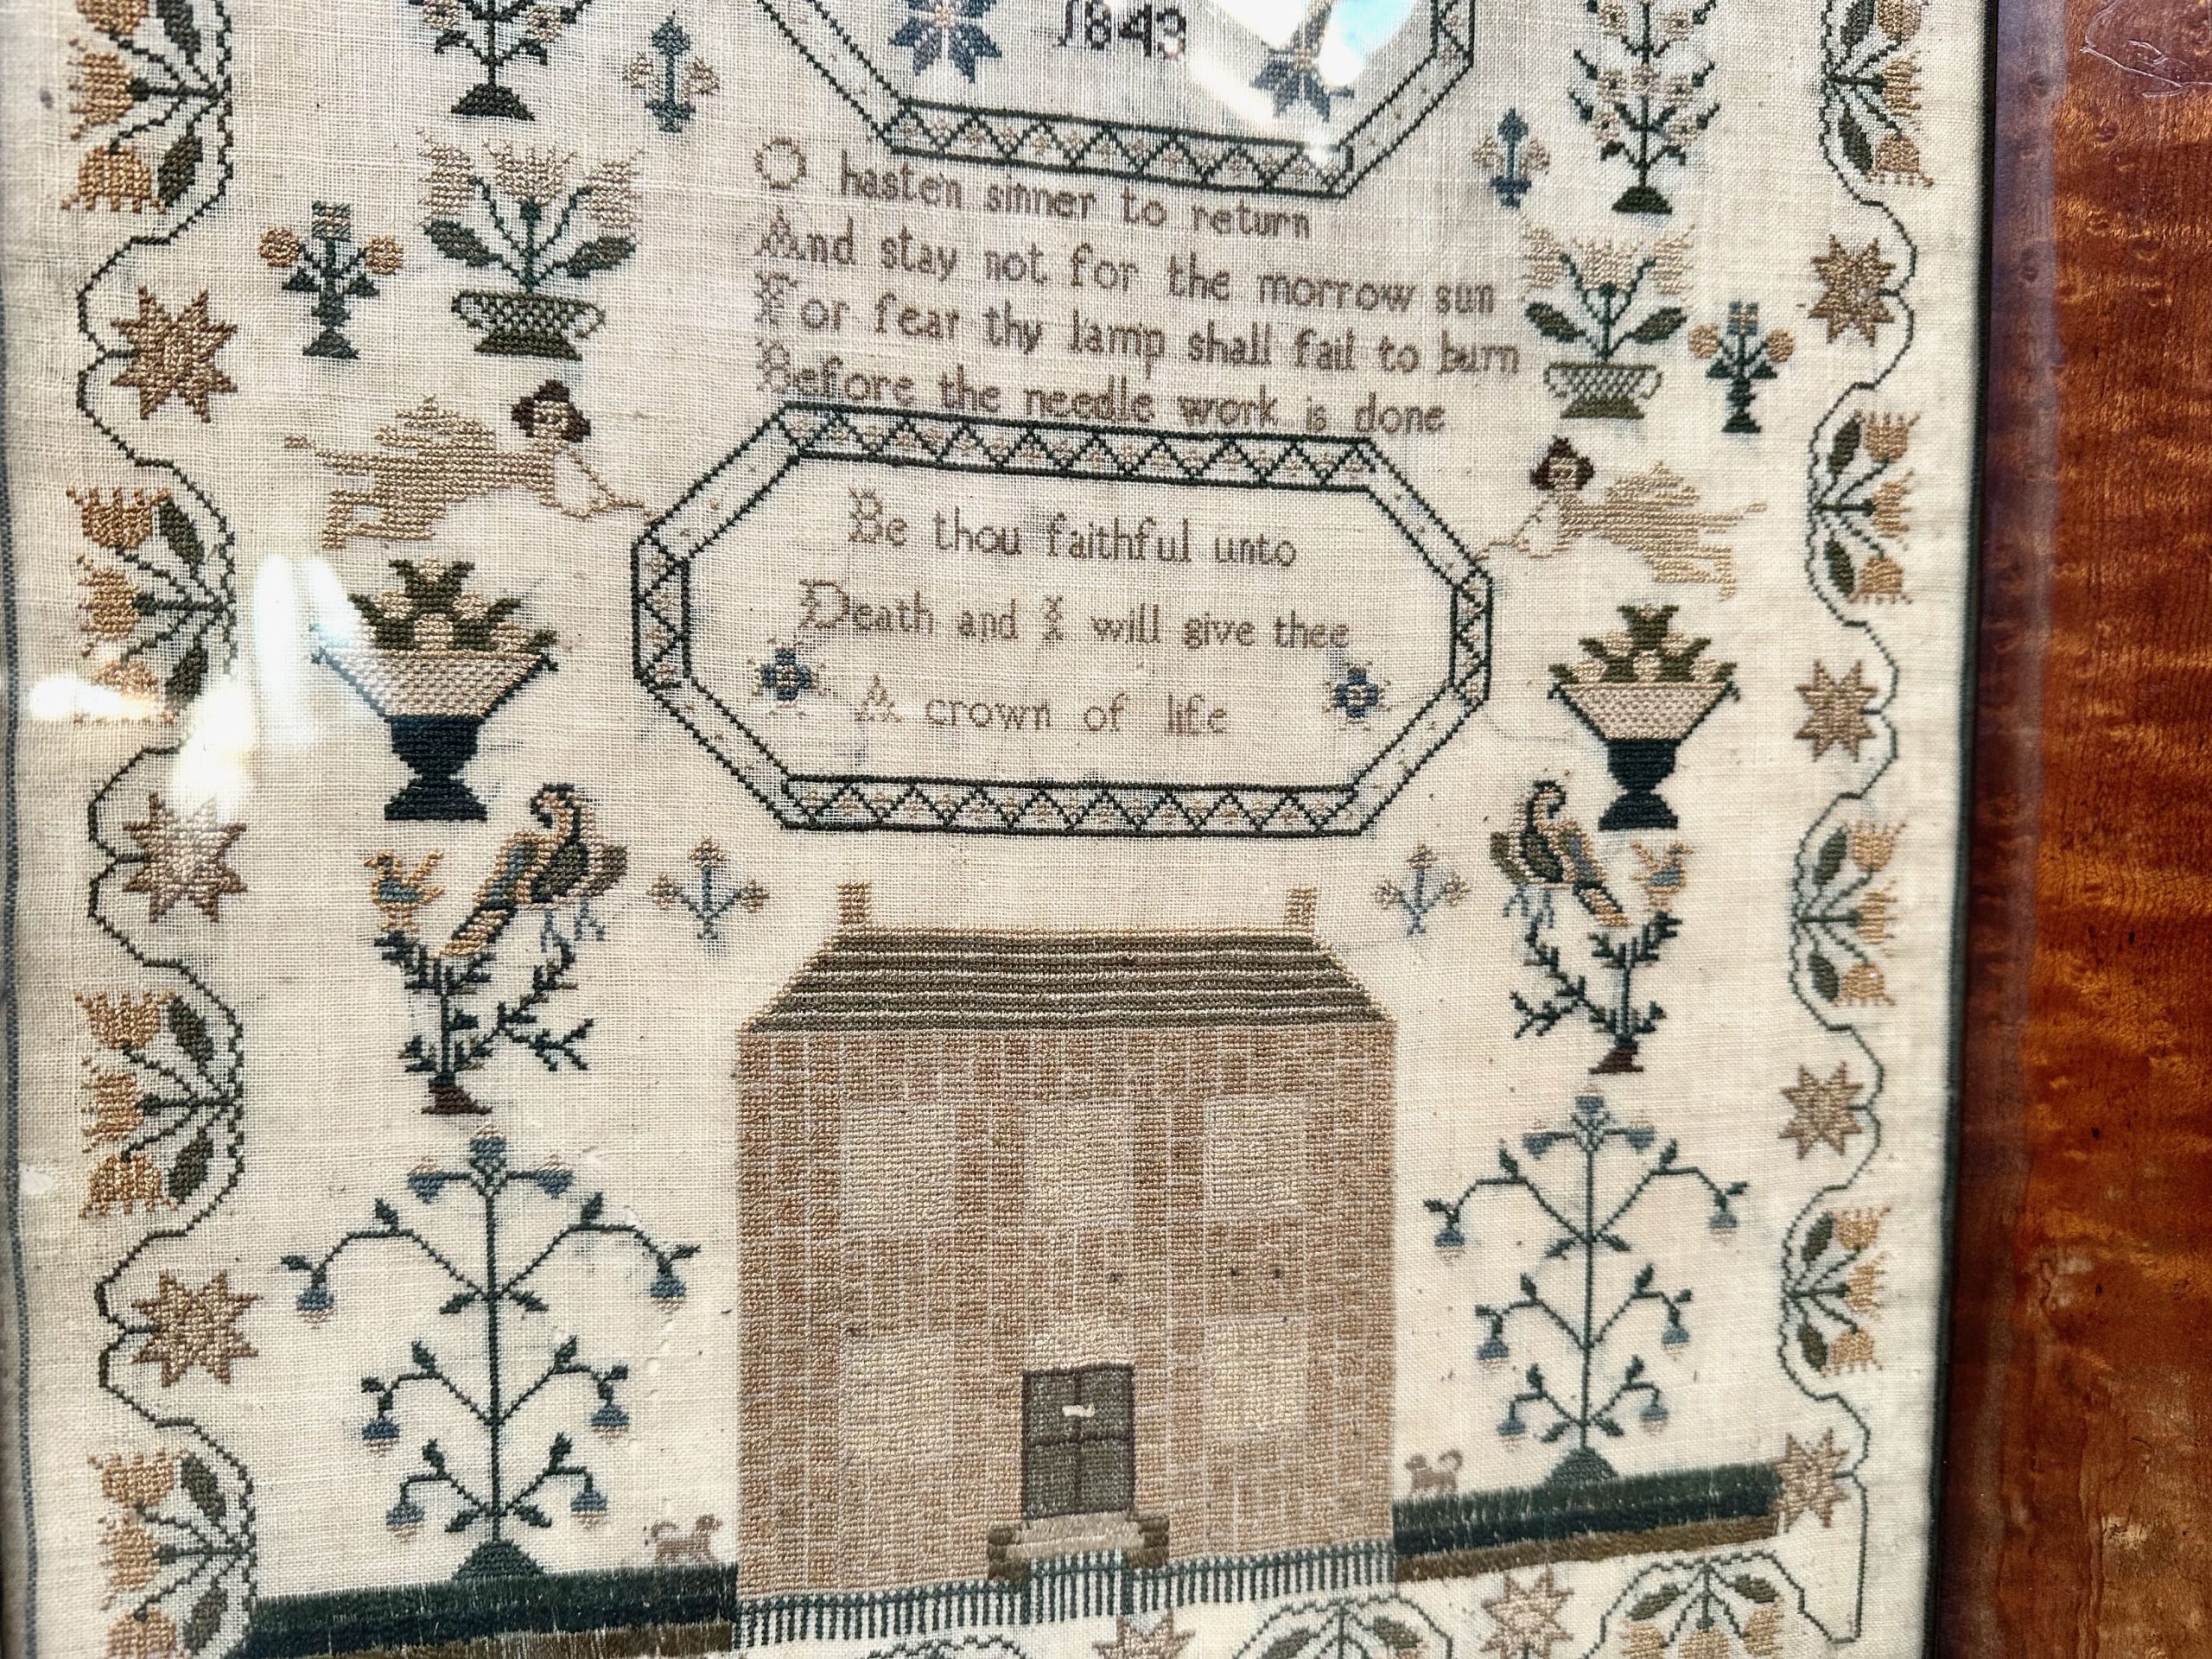 1843
O hasten sinner to return
And stay not for the morrow sun
For fear thy lamp shall fail to burn
Before the needle work is done
Be thou faithful unto
Death and I will give thee
A crown of life